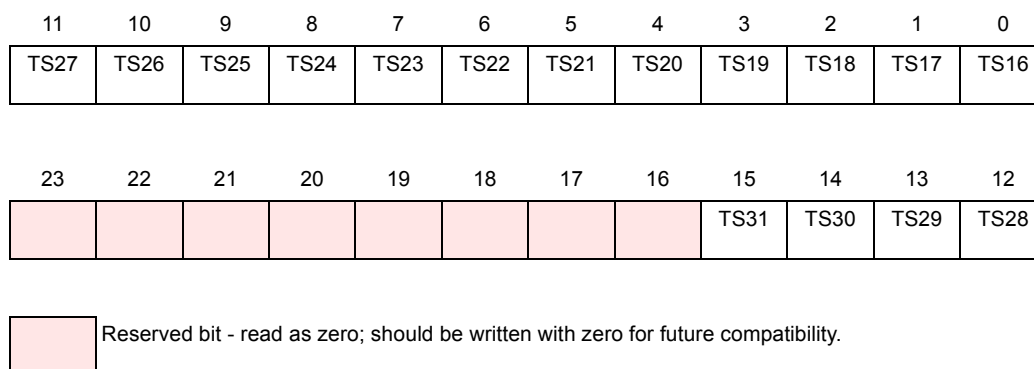 11 10 9 8 7 6 5 4 3 2 1 0
TS27 TS26 TS25 TS24 TS23 TS22 TS21 TS20 TS19 TS18 TS17 TS16
23 22 21 20 19 18 17 16 15 14 13 12
TS31 TS30 TS29 TS28
Reserved bit - read as zero; should be written with zero for future compatibility.